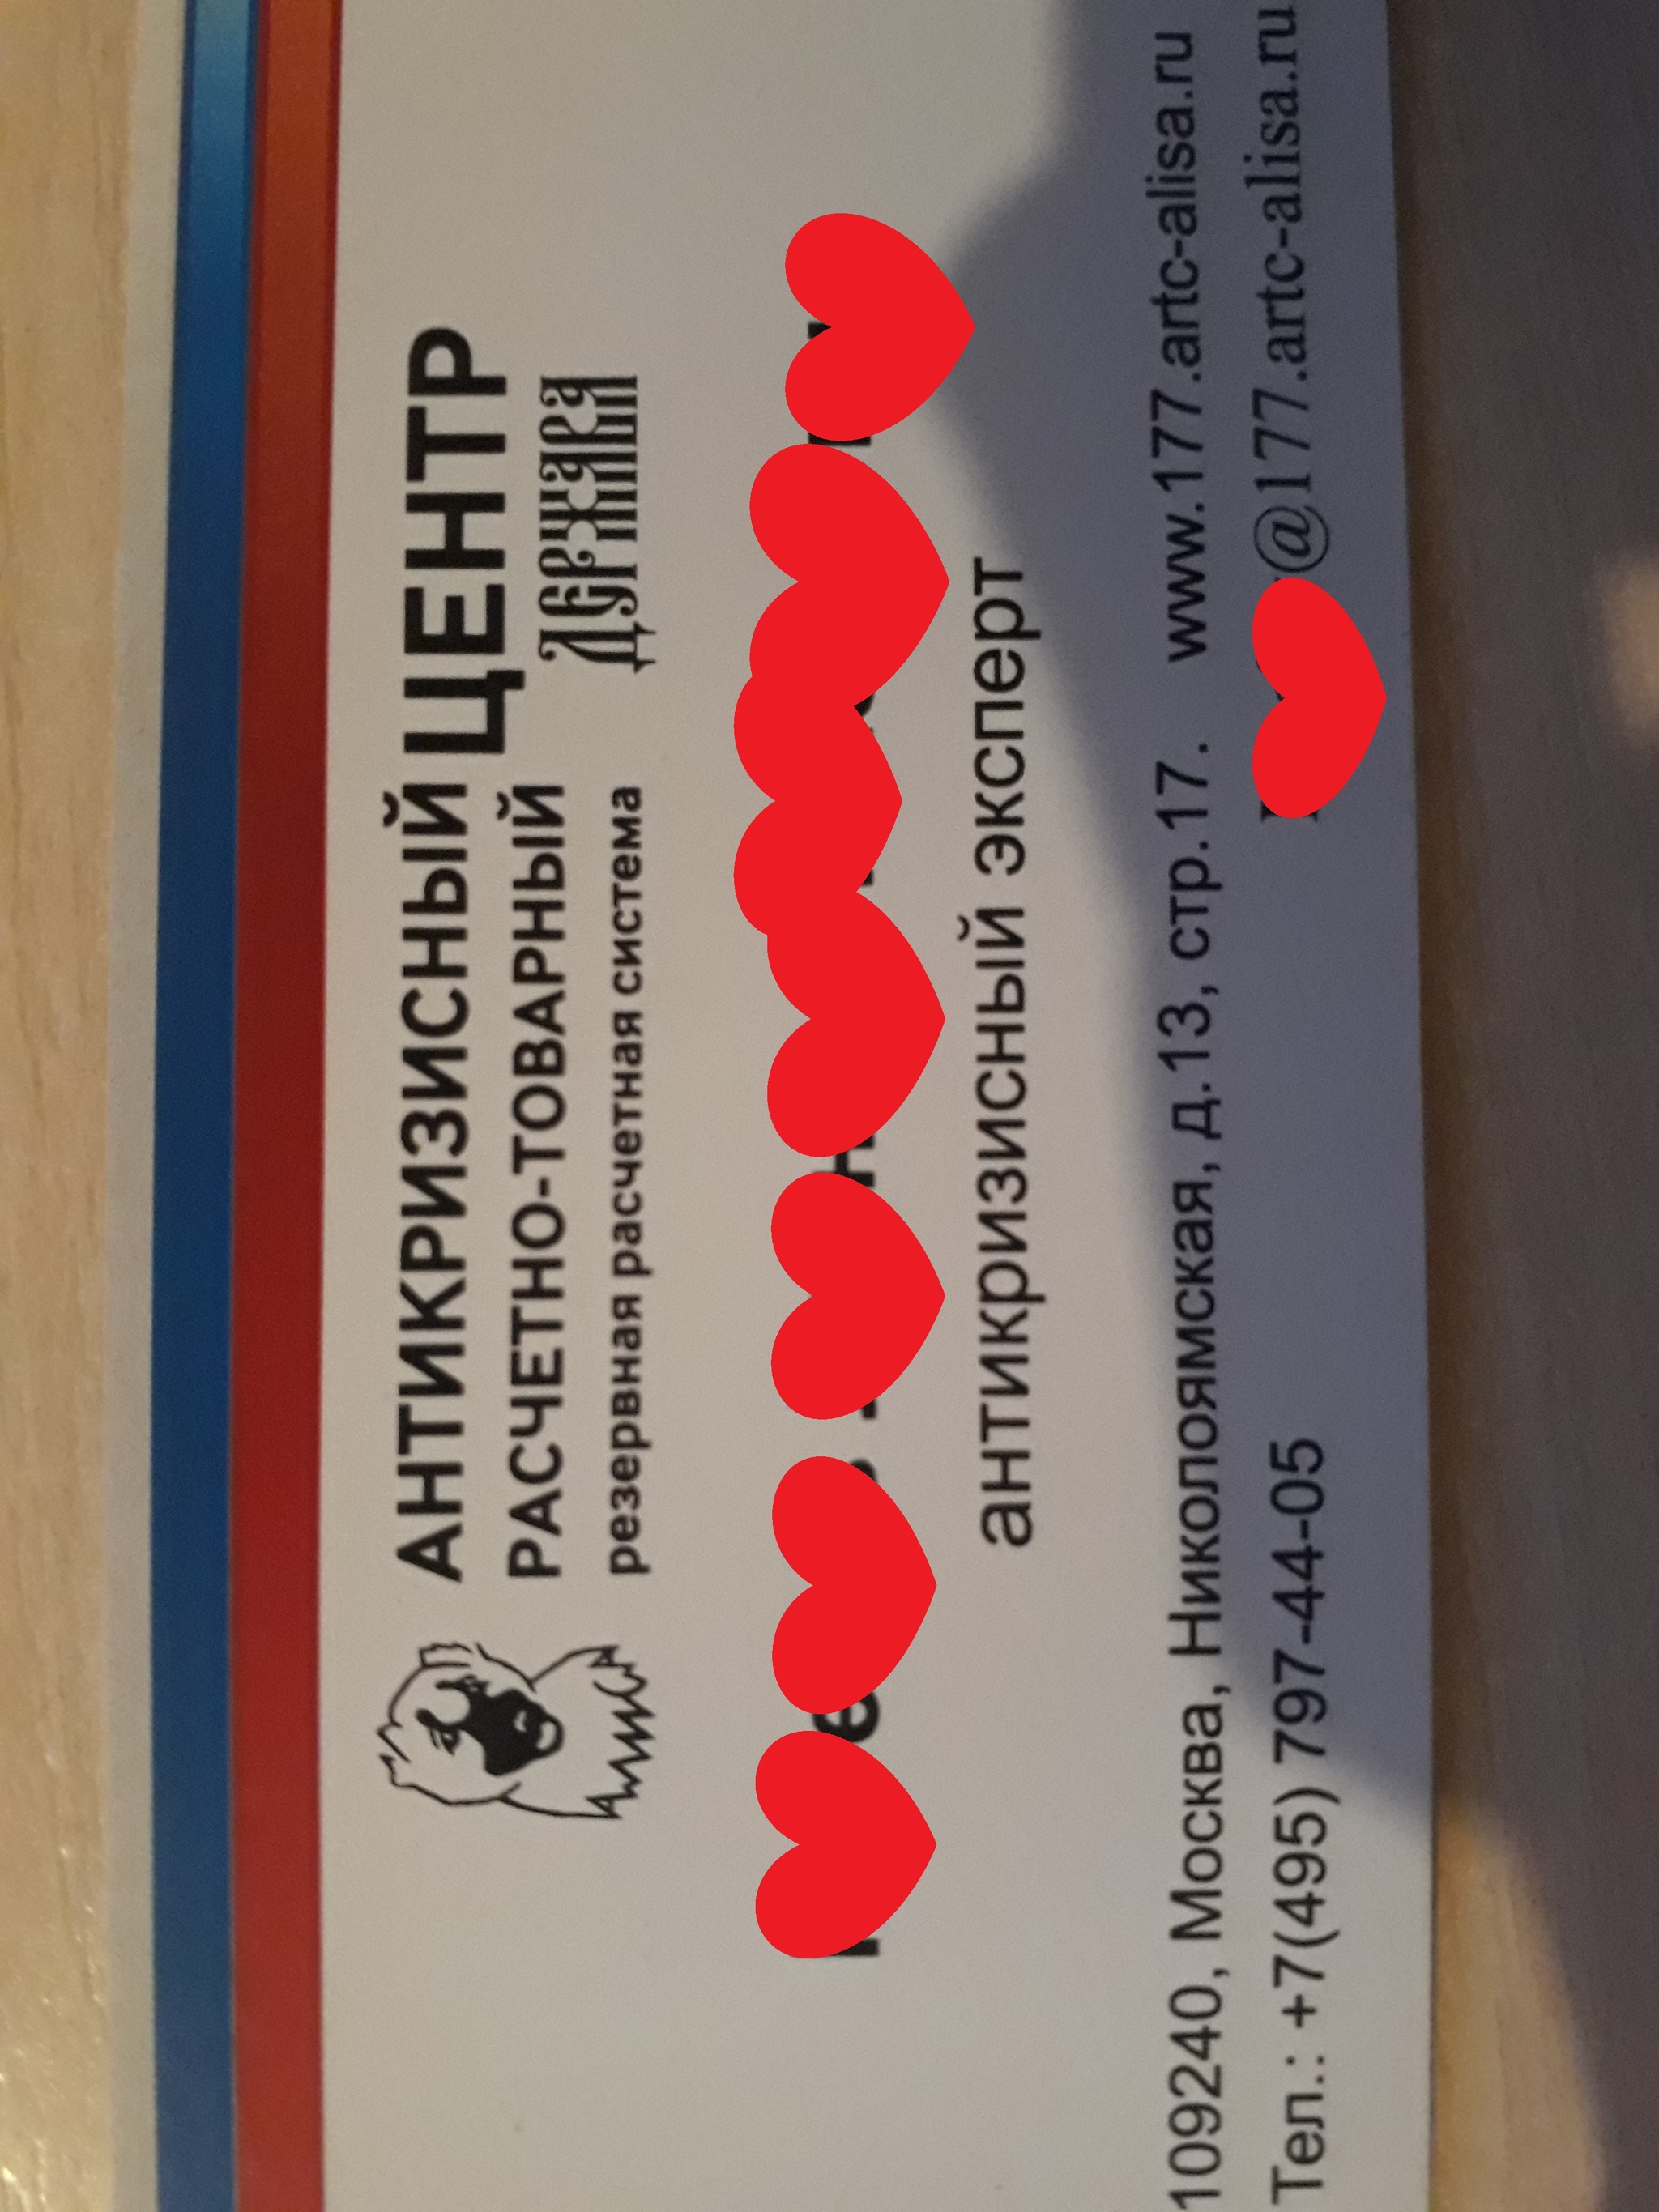 АНТИКРИЗИСНЫЙ ЦЕНТР
РАСЧЕТНО-ТОВАРНЫЙ
ДЕРЖАВА
резервная расчетная система
антикризисный эксперт
109240, Москва, Николоямская, д.13, стр.17. www.177.artc-alisa.ru
Тел.: +7(495) 797-44-05 @177.artc-alisa.ru